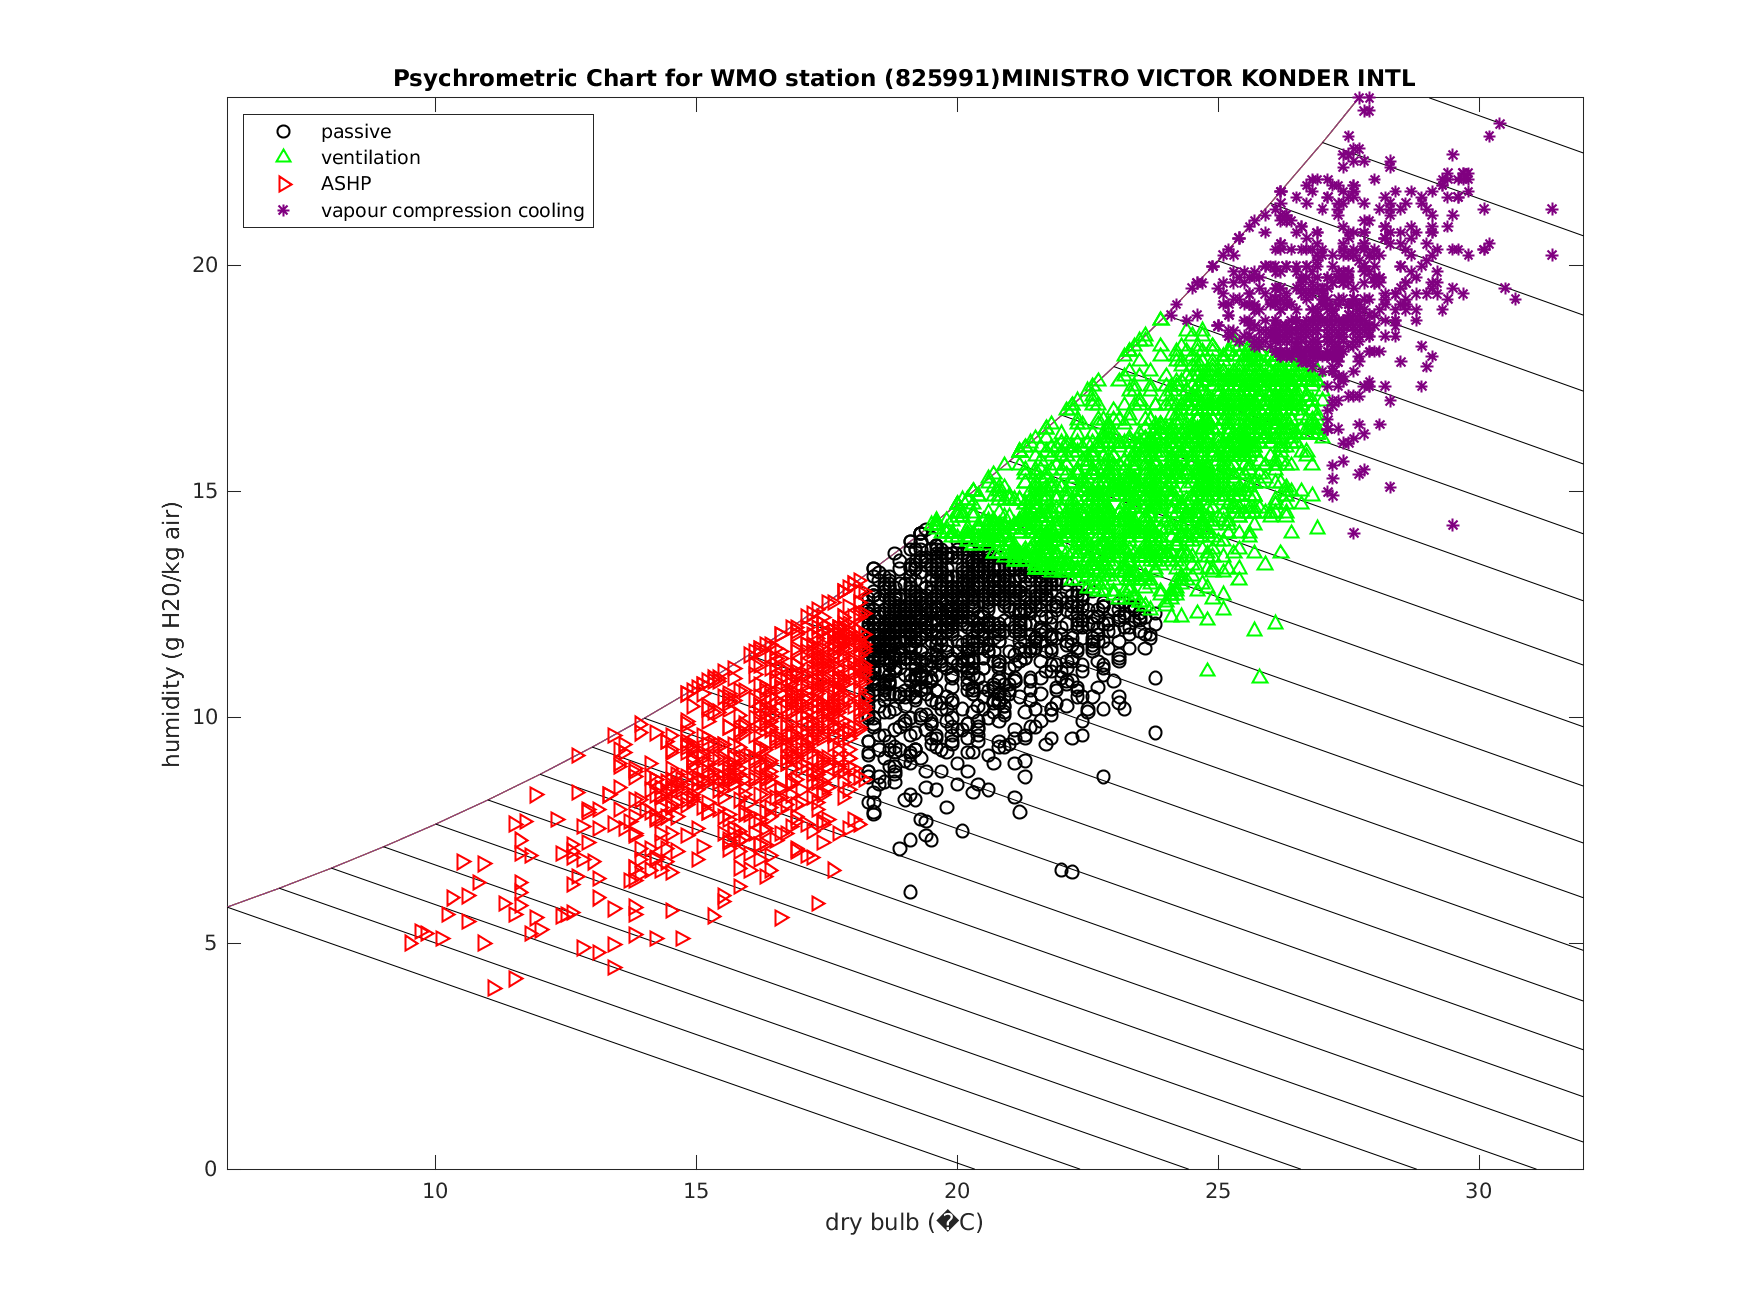 Psychrometric Chart for WMO station (825991)MINISTRO VICTOR KONDER INTL
passive
ventilation
ASHP
vapour compression cooling
humidity (g H20/kg air)
20
15
10
5
0
10
15
20
25
30
dry bulb (�C)